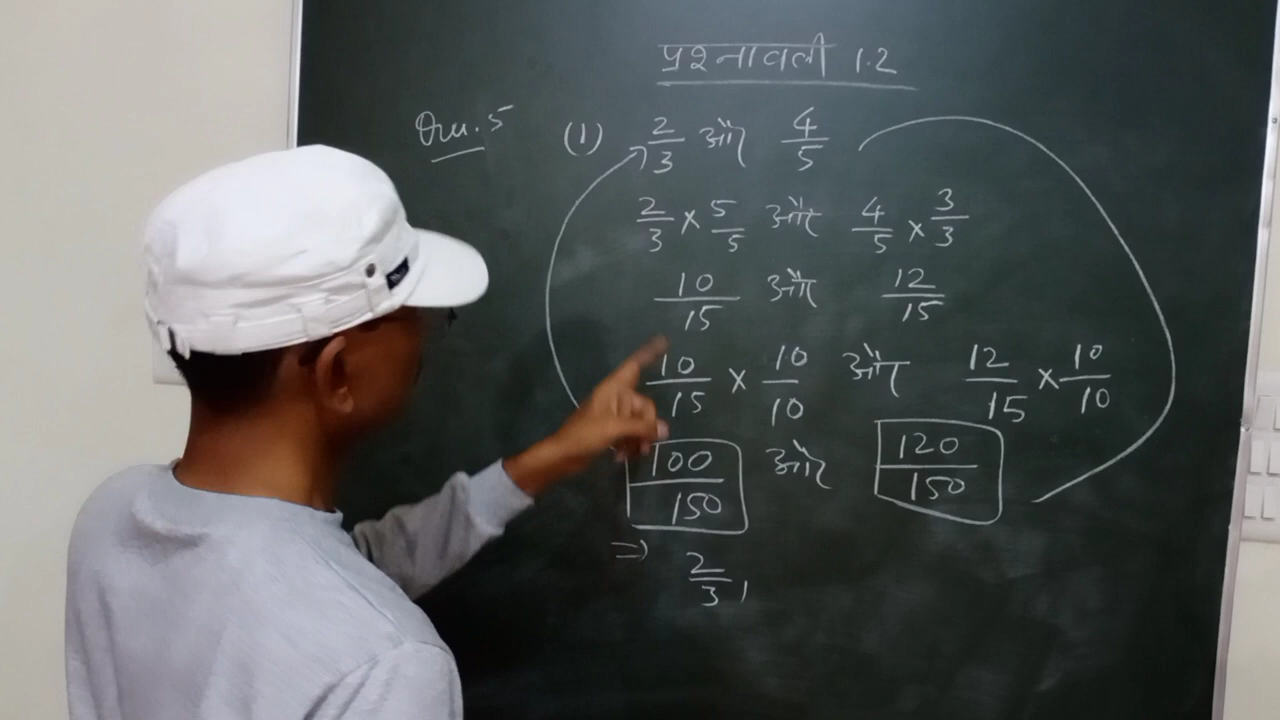 प्रश्नावली 1.2
Qu. 5 (1) 2/3 और 4/5
2/3 × 5/5 और 4/5 × 3/3
10/15 और 12/15
10/15 × 10/10 और 12/15 × 10/10
100/150 और 120/150
⇒ 2/3,